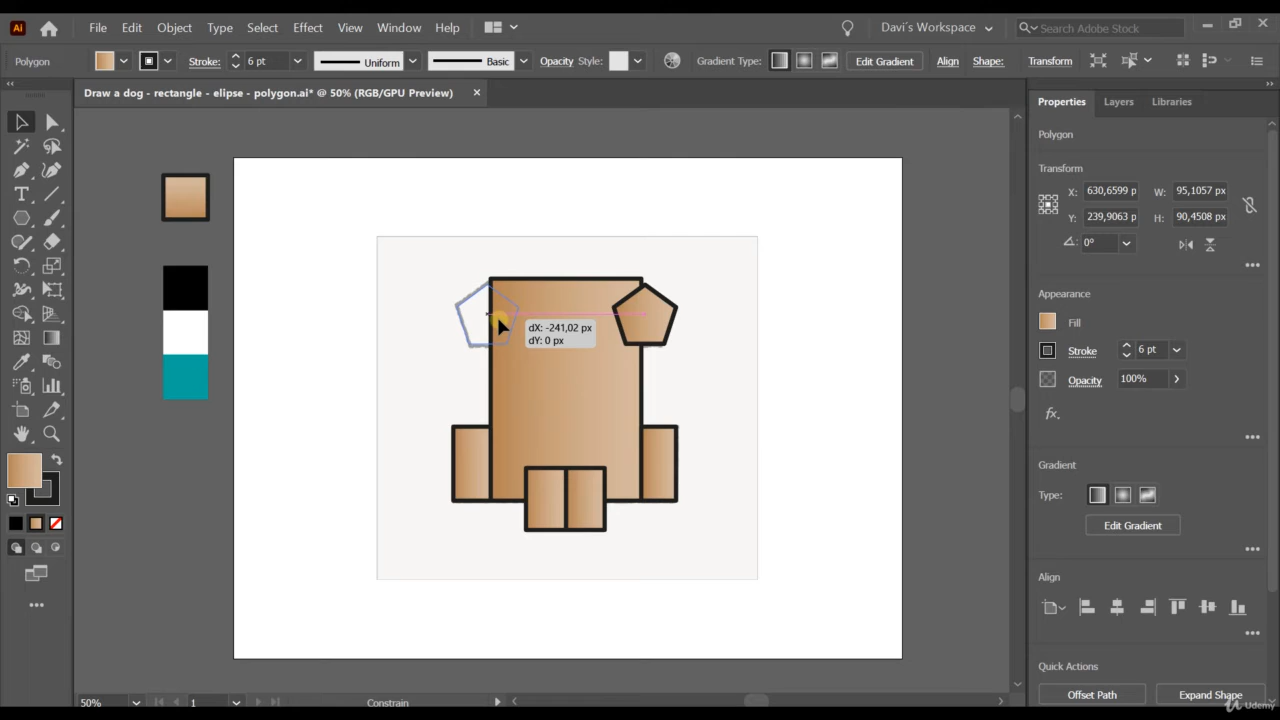 Ai File Edit Object Type Select Effect View Window Help Davi´s Workspace Search Adobe Stock
Polygon Stroke: 6 pt Uniform Basic Opacity Style: Gradient Type: Edit Gradient Align Shape: Transform
Draw a dog - rectangle - elipse - polygon.ai* @ 50% (RGB/GPU Preview)
Properties Layers Libraries
Polygon
Transform
X: 630,6599 p W: 95,1057 px
Y: 239,9063 p H: 90,4508 px
0°
Appearance
Fill
Stroke 6 pt
Opacity 100%
fx.
dX: -241,02 px
dY: 0 px
Gradient
Type:
Edit Gradient
Align
Quick Actions
Offset Path Expand Shape
50% 1 Constrain
Udemy